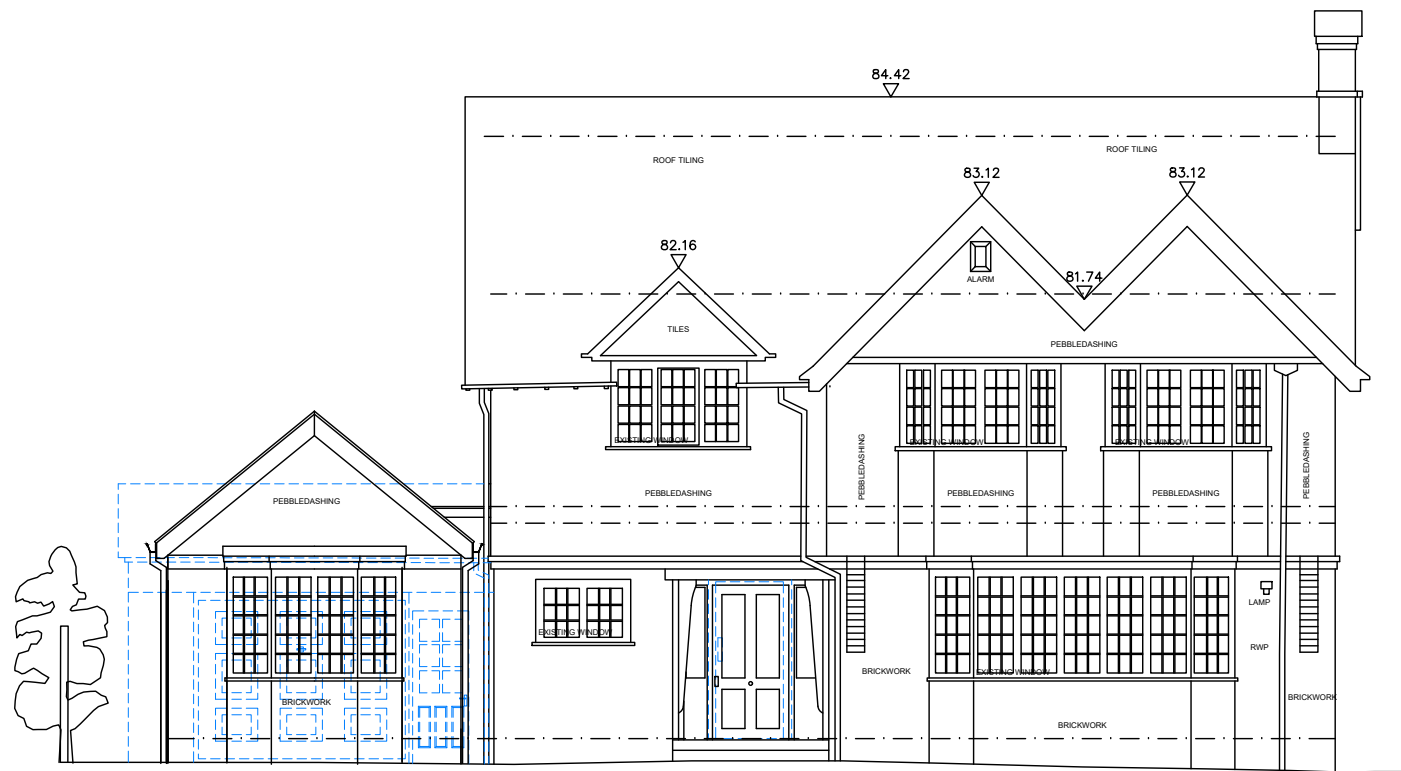 84.42
ROOF TILING
ROOF TILING
83.12
83.12
82.16
81.74
ALARM
TILES
PEBBLEDASHING
EXISTING WINDOW
EXISTING WINDOW
EXISTING WINDOW
PEBBLEDASHING
PEBBLEDASHING
PEBBLEDASHING
PEBBLEDASHING
PEBBLEDASHING
PEBBLEDASHING
PEBBLEDASHING
LAMP
EXISTING WINDOW
RWP
EXISTING WINDOW
BRICKWORK
BRICKWORK
BRICKWORK
BRICKWORK